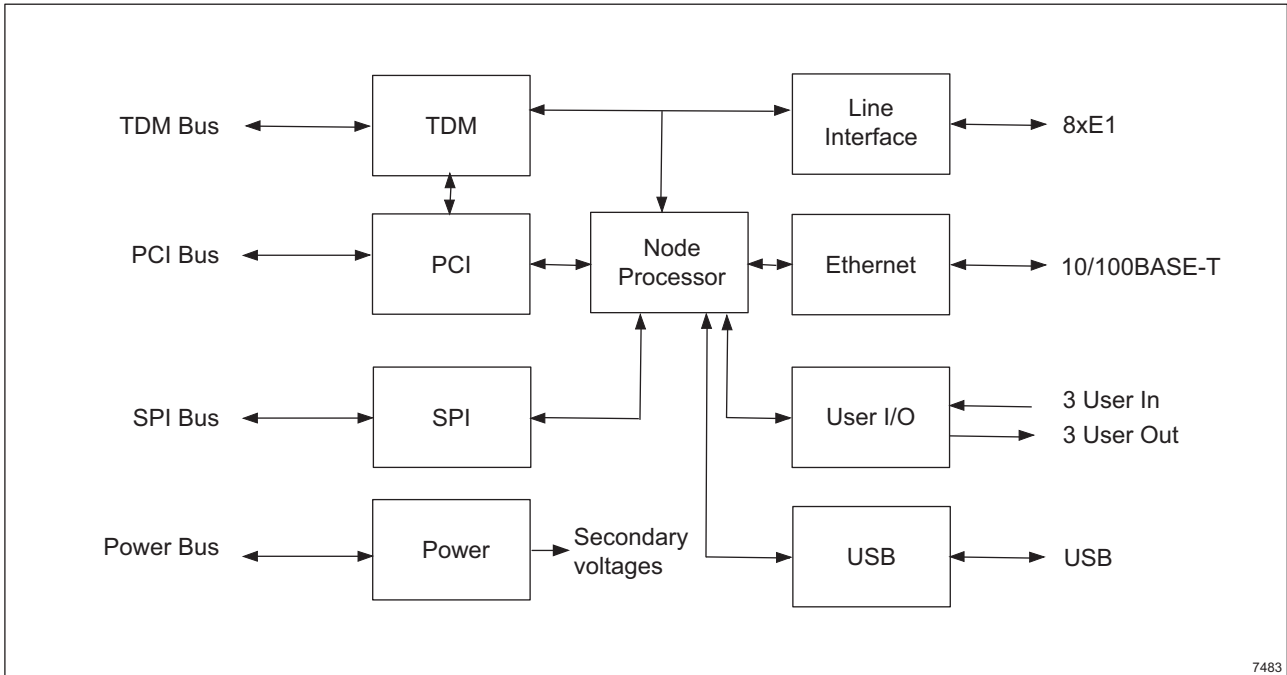 TDM Bus
TDM
Line
Interface
8xE1
PCI Bus
PCI
Node
Processor
Ethernet
10/100BASE-T
SPI Bus
SPI
User I/O
3 User In
3 User Out
Power Bus
Power
Secondary
voltages
USB
USB
7483